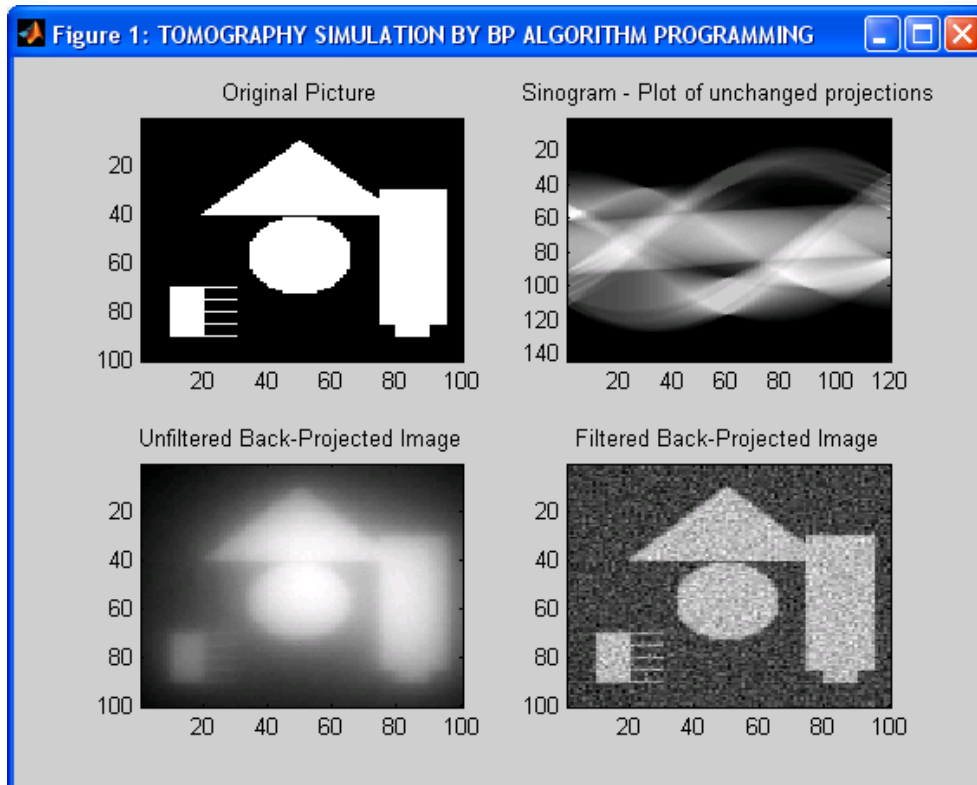 Figure 1: TOMOGRAPHY SIMULATION BY BP ALGORITHM PROGRAMMING
Original Picture
20
40
60
80
100
20 40 60 80 100
Sinogram - Plot of unchanged projections
20
40
60
80
100
120
140
20 40 60 80 100 120
Unfiltered Back-Projected Image
20
40
60
80
100
20 40 60 80 100
Filtered Back-Projected Image
20
40
60
80
100
20 40 60 80 100